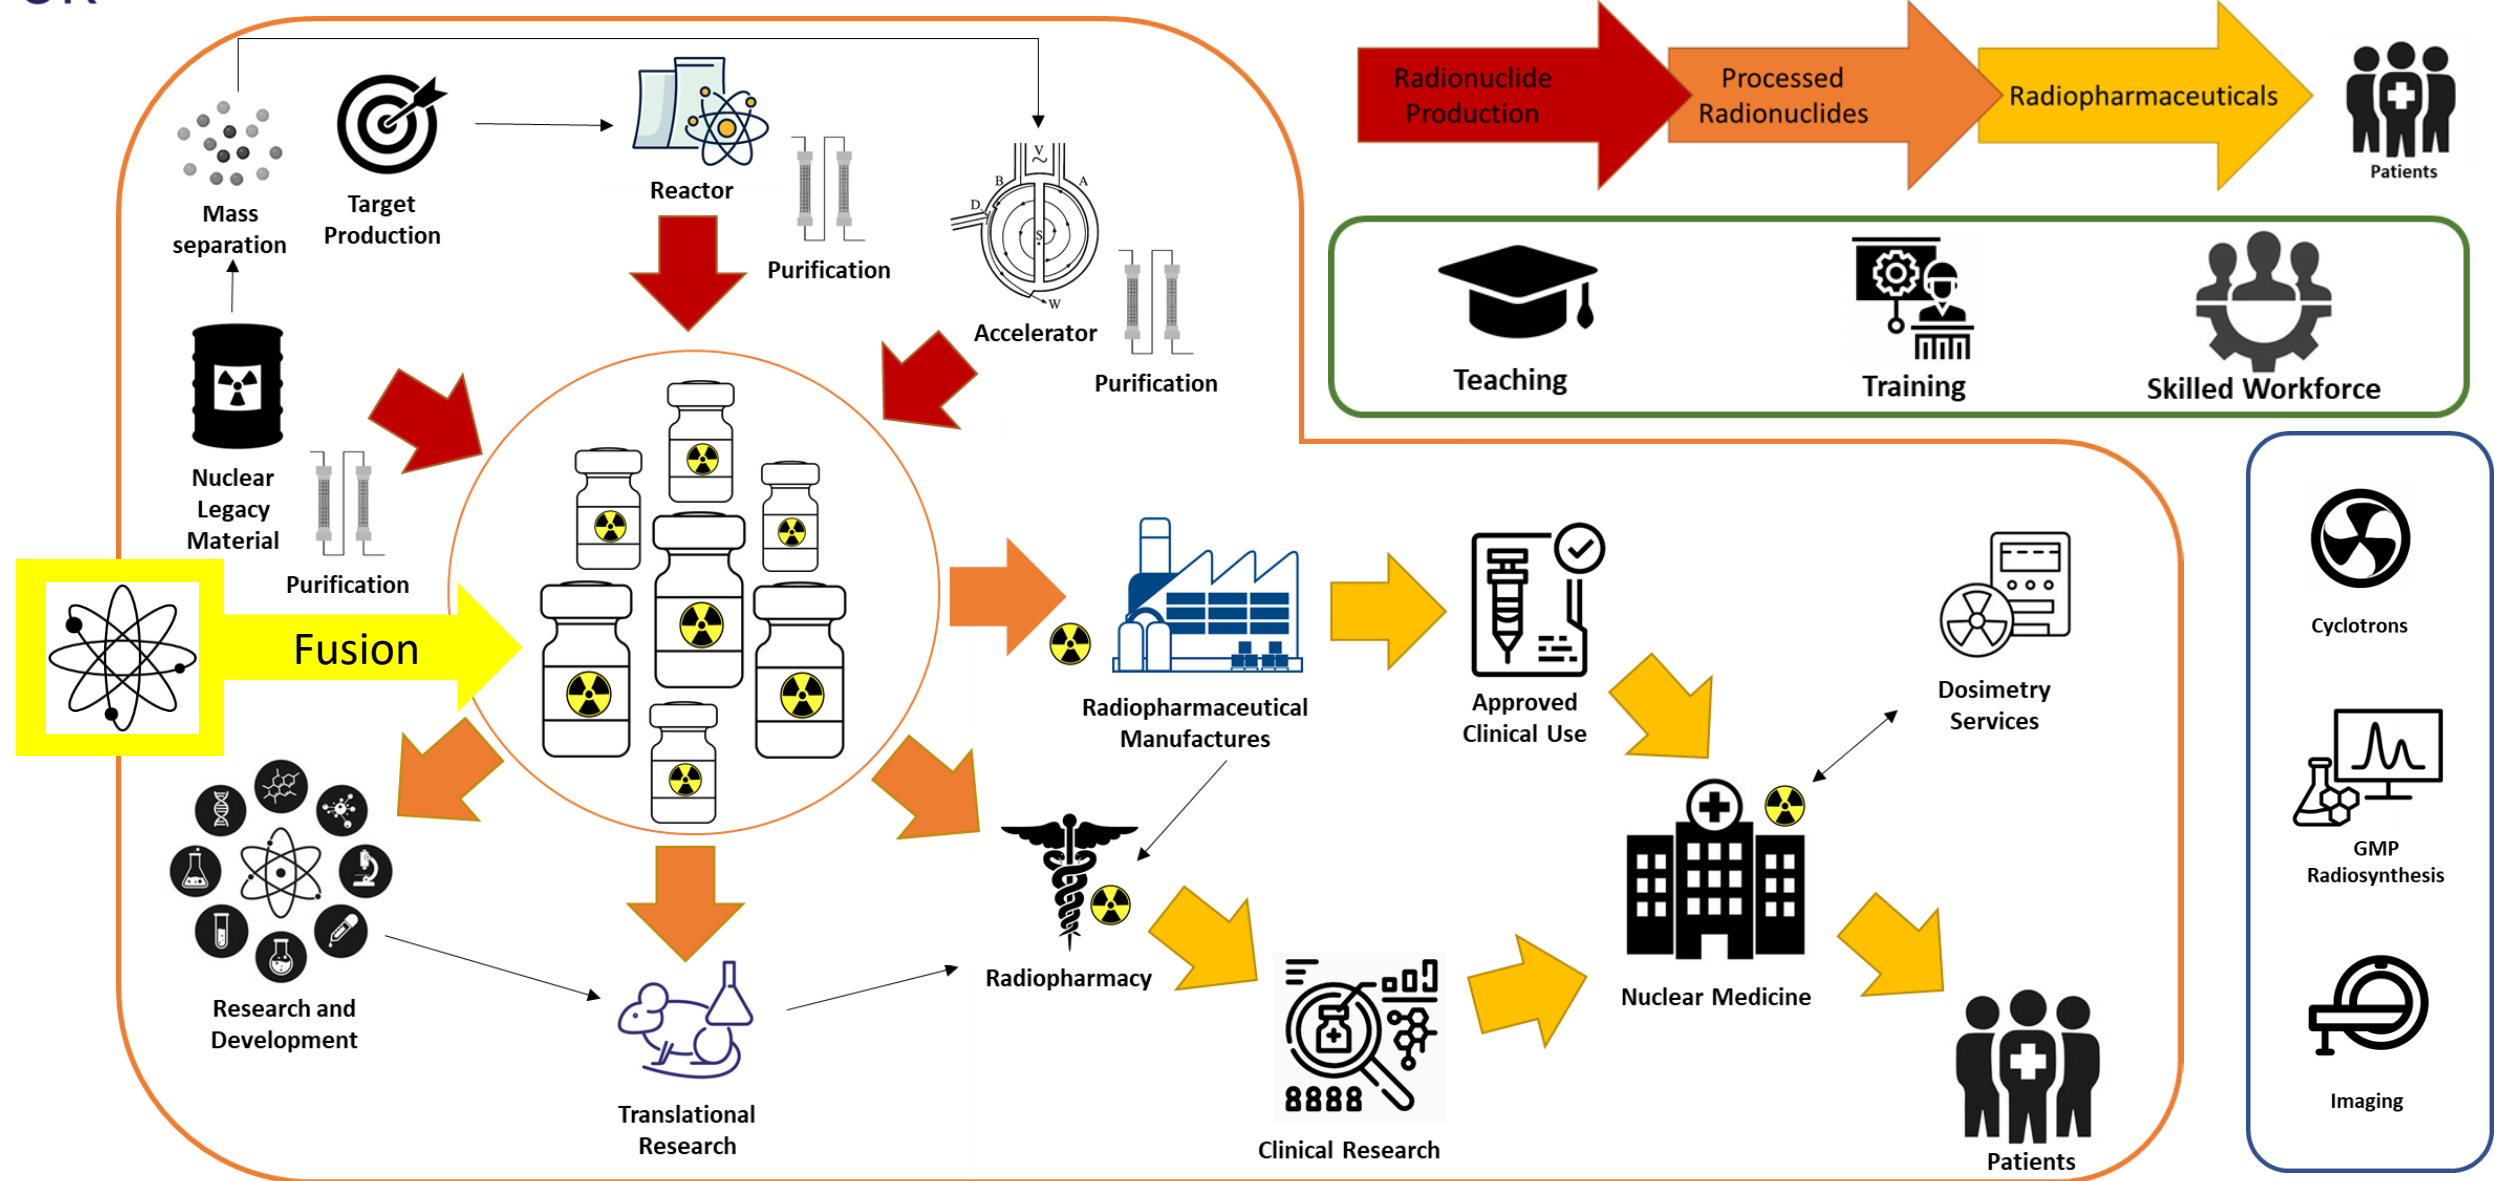 Radionuclide
Production
Processed
Radionuclides
Radiopharmaceuticals
Patients
Mass
separation
Target
Production
Reactor
Purification
V
~
B
A
D
S
W
Accelerator
Purification
Teaching
Training
Skilled Workforce
Nuclear
Legacy
Material
Purification
Fusion
Radiopharmaceutical
Manufactures
Approved
Clinical Use
Dosimetry
Services
Cyclotrons
GMP
Radiosynthesis
Imaging
Research and
Development
Translational
Research
Radiopharmacy
Clinical Research
Nuclear Medicine
Patients